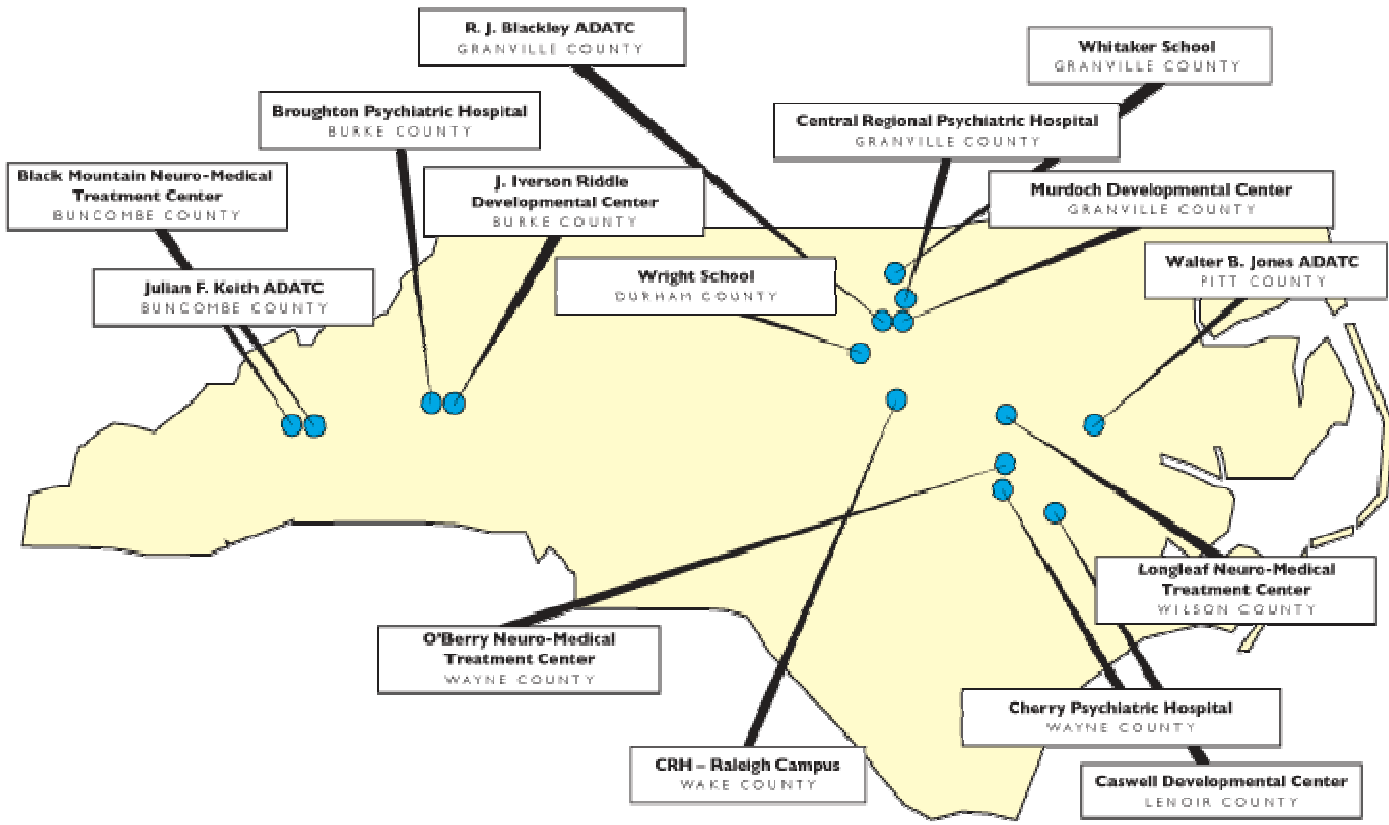 R. J. Blackley ADATC
GRANVILLE COUNTY
Whitaker School
GRANVILLE COUNTY
Broughton Psychiatric Hospital
BURKE COUNTY
Central Regional Psychiatric Hospital
GRANVILLE COUNTY
Black Mountain Neuro-Medical
Treatment Center
BUNCOMBE COUNTY
J. Iverson Riddle
Developmental Center
BURKE COUNTY
Murdoch Developmental Center
GRANVILLE COUNTY
Julian F. Keith ADATC
BUNCOMBE COUNTY
Wright School
DURHAM COUNTY
Walter B. Jones ADATC
PITT COUNTY
Longleaf Neuro-Medical
Treatment Center
WILSON COUNTY
O'Berry Neuro-Medical
Treatment Center
WAYNE COUNTY
Cherry Psychiatric Hospital
WAYNE COUNTY
CRH – Raleigh Campus
WAKE COUNTY
Caswell Developmental Center
LENOIR COUNTY